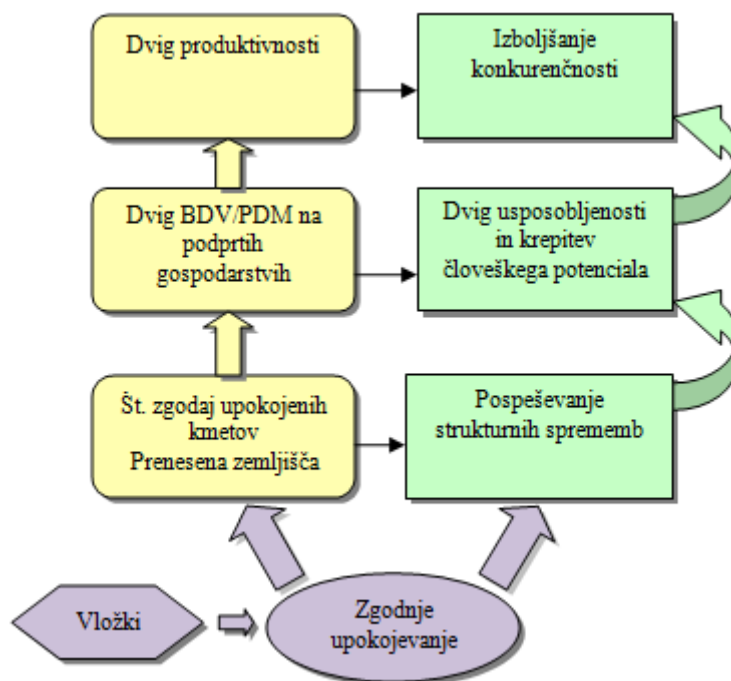 Dvig produktivnosti
Izboljšanje
konkurenčnosti
Dvig BDV/PDM na
podprtih
gospodarstvih
Dvig usposobljenosti
in krepitev
človeškega potenciala
Št. zgodaj upokojenih
kmetov
Prenesena zemljišča
Pospeševanje
strukturnih sprememb
Vložki
Zgodnje
upokojevanje